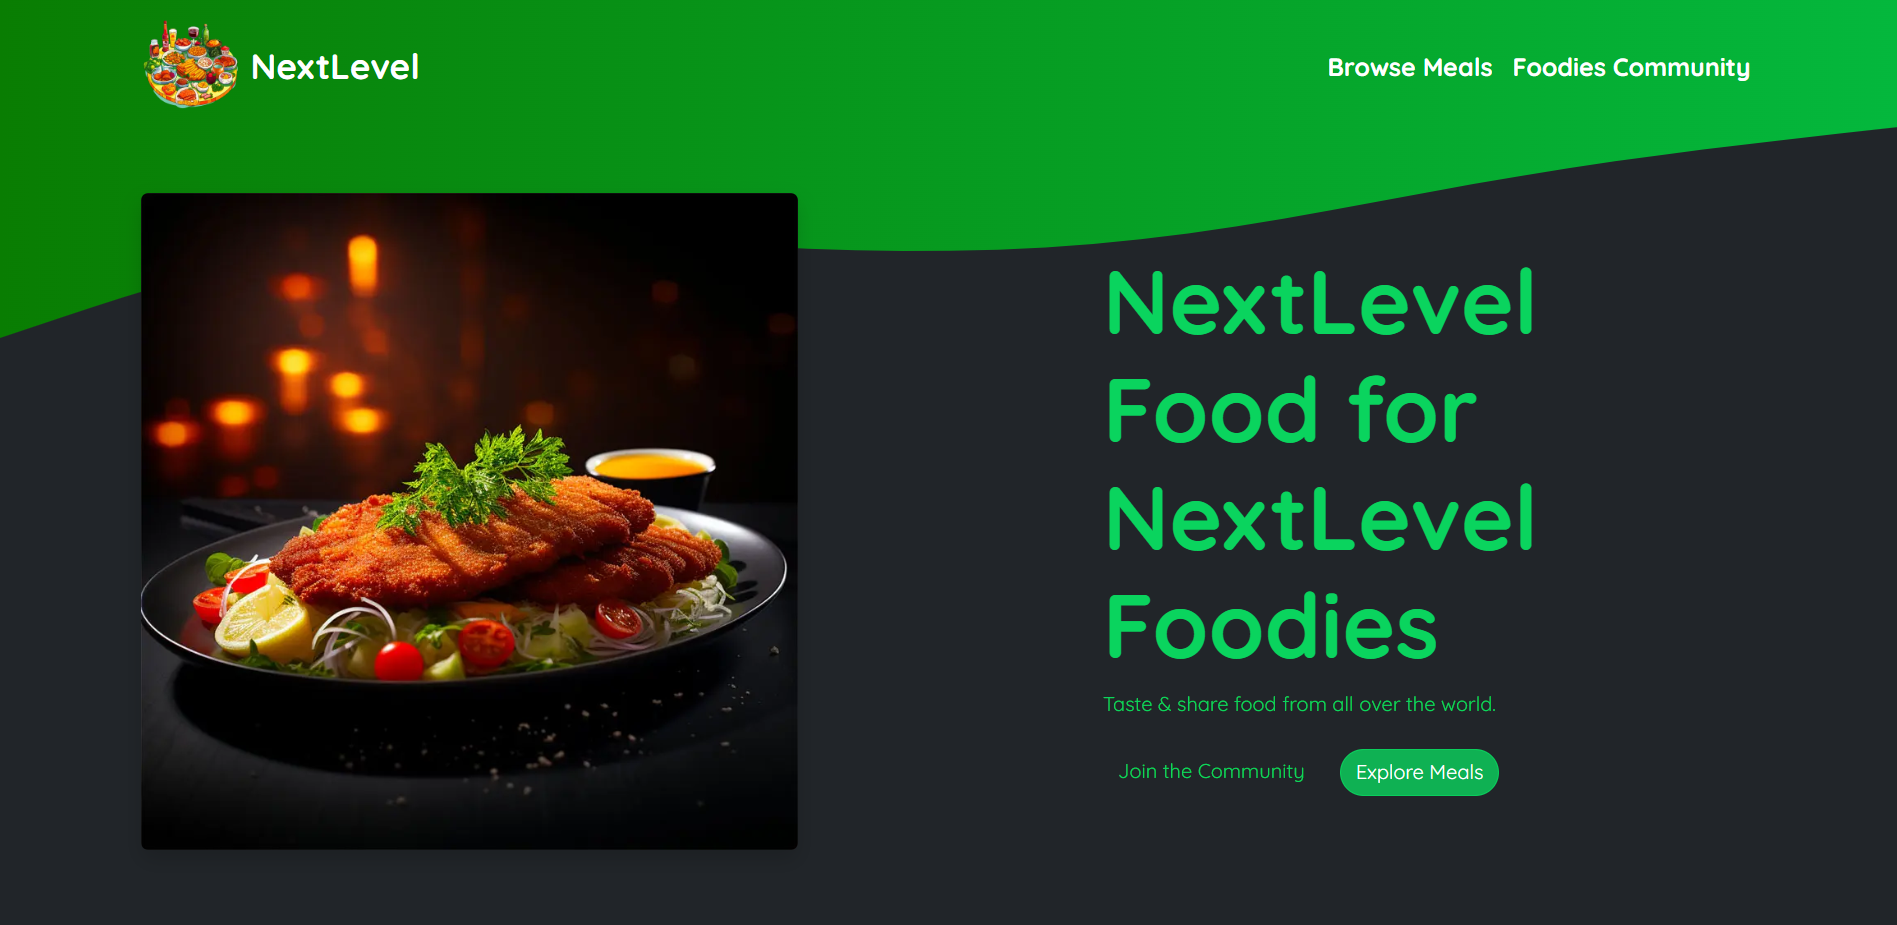 NextLevel
Browse Meals
Foodies Community
NextLevel
Food for
NextLevel
Foodies
Taste & share food from all over the world.
Join the Community
Explore Meals